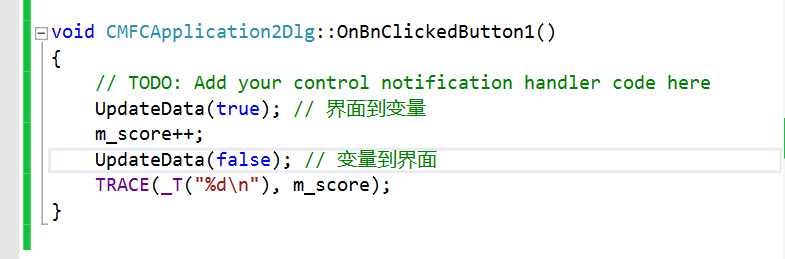 void CMFCApplication2Dlg::OnBnClickedButton1()
{
// TODO: Add your control notification handler code here
UpdateData(true); // 界面到变量
m_score++;
UpdateData(false); // 变量到界面
TRACE(_T("%d\n"), m_score);
}